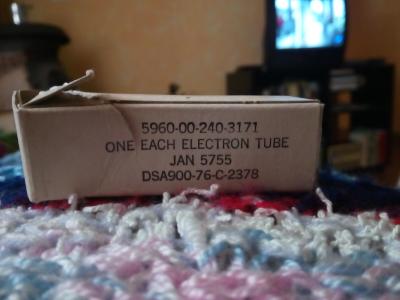 5960-00-240-3171
ONE EACH ELECTRON TUBE
JAN 5755
DSA900-76-C-2378